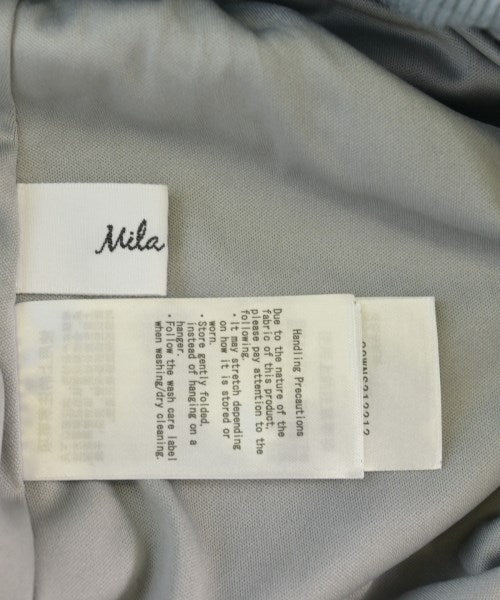 Mila
Handling Precautions
Due to the nature of the
fabric of this product,
please pay attention to the
following.
・It may stretch depending
on how it is stored or
worn.
・Store gently folded,
instead of hanging on a
hanger.
・Follow the wash care label
when washing/dry cleaning.